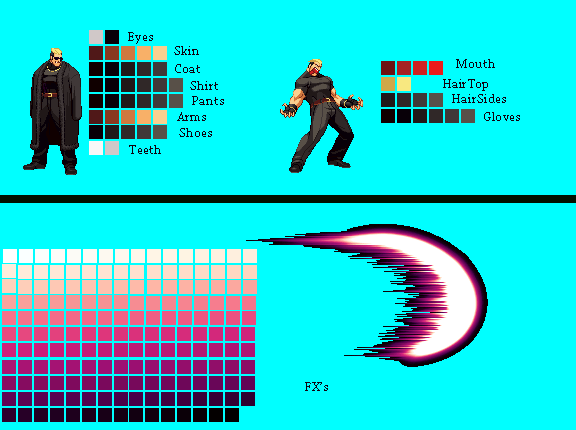 Eyes
Skin
Coat
Shirt
Pants
Arms
Shoes
Teeth
Mouth
HairTop
HairSides
Gloves
FX's